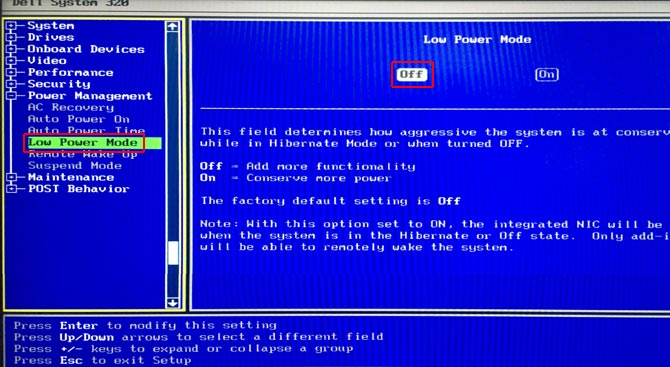 Dell System 320
System
Drives
Onboard Devices
Video
Performance
Security
Power Management
AC Recovery
Auto Power On
Auto Power Time
Low Power Mode
Remote Wake Up
Suspend Mode
Maintenance
POST Behavior
Low Power Mode
Off
On
This field determines how aggressive the system is at conserv
while in Hibernate Mode or when turned OFF.
Off = Add more functionality
On = Conserve more power
The factory default setting is Off
Note: With this option set to ON, the integrated NIC will be
when the system is in the Hibernate or Off state. Only add-i
will be able to remotely wake the system.
Press Enter to modify this setting
Press Up/Down arrows to select a different field
Press +/- keys to expand or collapse a group
Press Esc to exit Setup